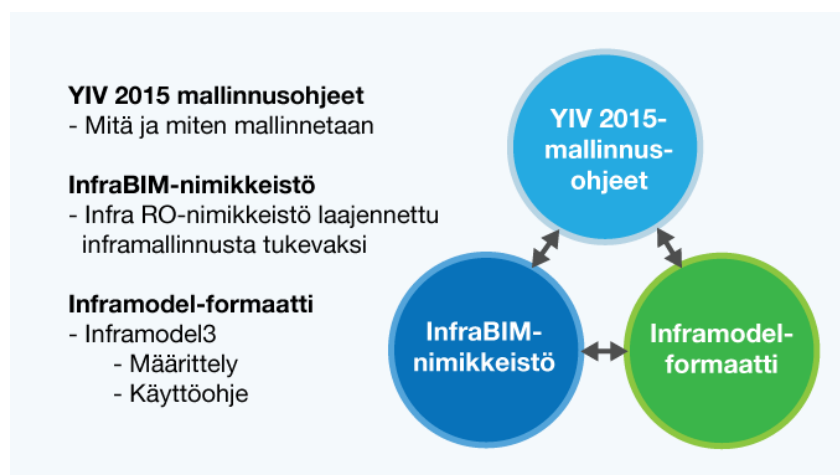 YIV 2015 mallinnusohjeet
- Mitä ja miten mallinnetaan
InfraBIM-nimikkeistö
- Infra RO-nimikkeistö laajennettu
inframallinnusta tukevaksi
Inframodel-formaatti
- Inframodel3
- Määrittely
- Käyttöohje
YIV 2015-
mallinnus-
ohjeet
InfraBIM-
nimikkeistö
Inframodel-
formaatti